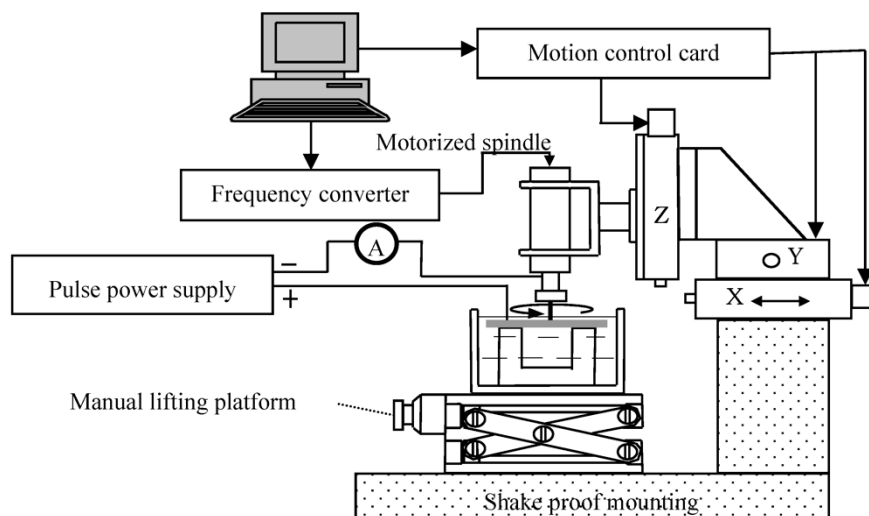 Motion control card
Motorized spindle
Frequency converter
Z
A
Y
−
Pulse power supply
+
X
Manual lifting platform
Shake proof mounting